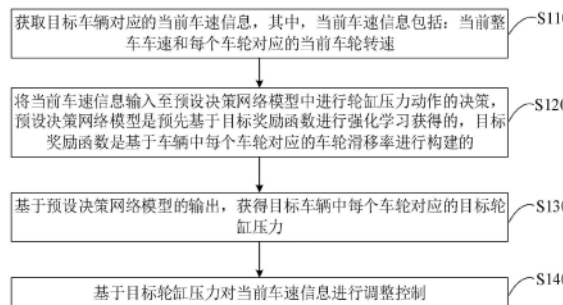 获取目标车辆对应的当前车速信息，其中，当前车速信息包括：当前整
车车速和每个车轮对应的当前车轮转速
S110
将当前车速信息输入至预设决策网络模型中进行轮缸压力动作的决策，
预设决策网络模型是预先基于目标奖励函数进行强化学习获得的，目标
奖励函数是基于车辆中每个车轮对应的车轮滑移率进行构建的
S120
基于预设决策网络模型的输出，获得目标车辆中每个车轮对应的目标轮
缸压力
S130
基于目标轮缸压力对当前车速信息进行调整控制
S140